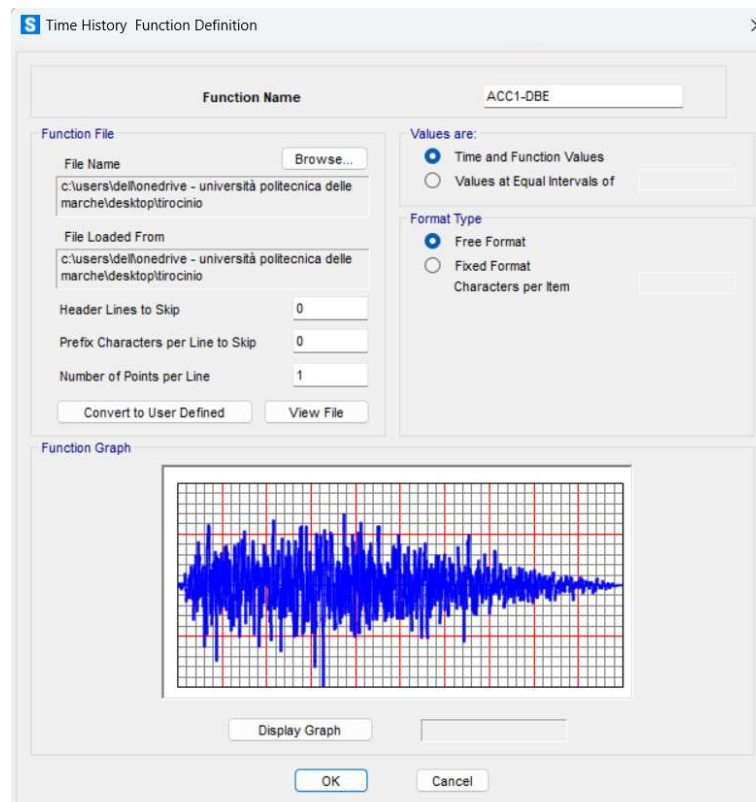 S Time History Function Definition
Function Name ACC1-DBE
Function File
File Name Browse...
c:\users\dell\onedrive - università politecnica delle
marche\desktop\tirocinio
File Loaded From
c:\users\dell\onedrive - università politecnica delle
marche\desktop\tirocinio
Header Lines to Skip 0
Prefix Characters per Line to Skip 0
Number of Points per Line 1
Convert to User Defined View File
Values are:
Time and Function Values
Values at Equal Intervals of
Format Type
Free Format
Fixed Format
Characters per Item
Function Graph
Display Graph
OK Cancel